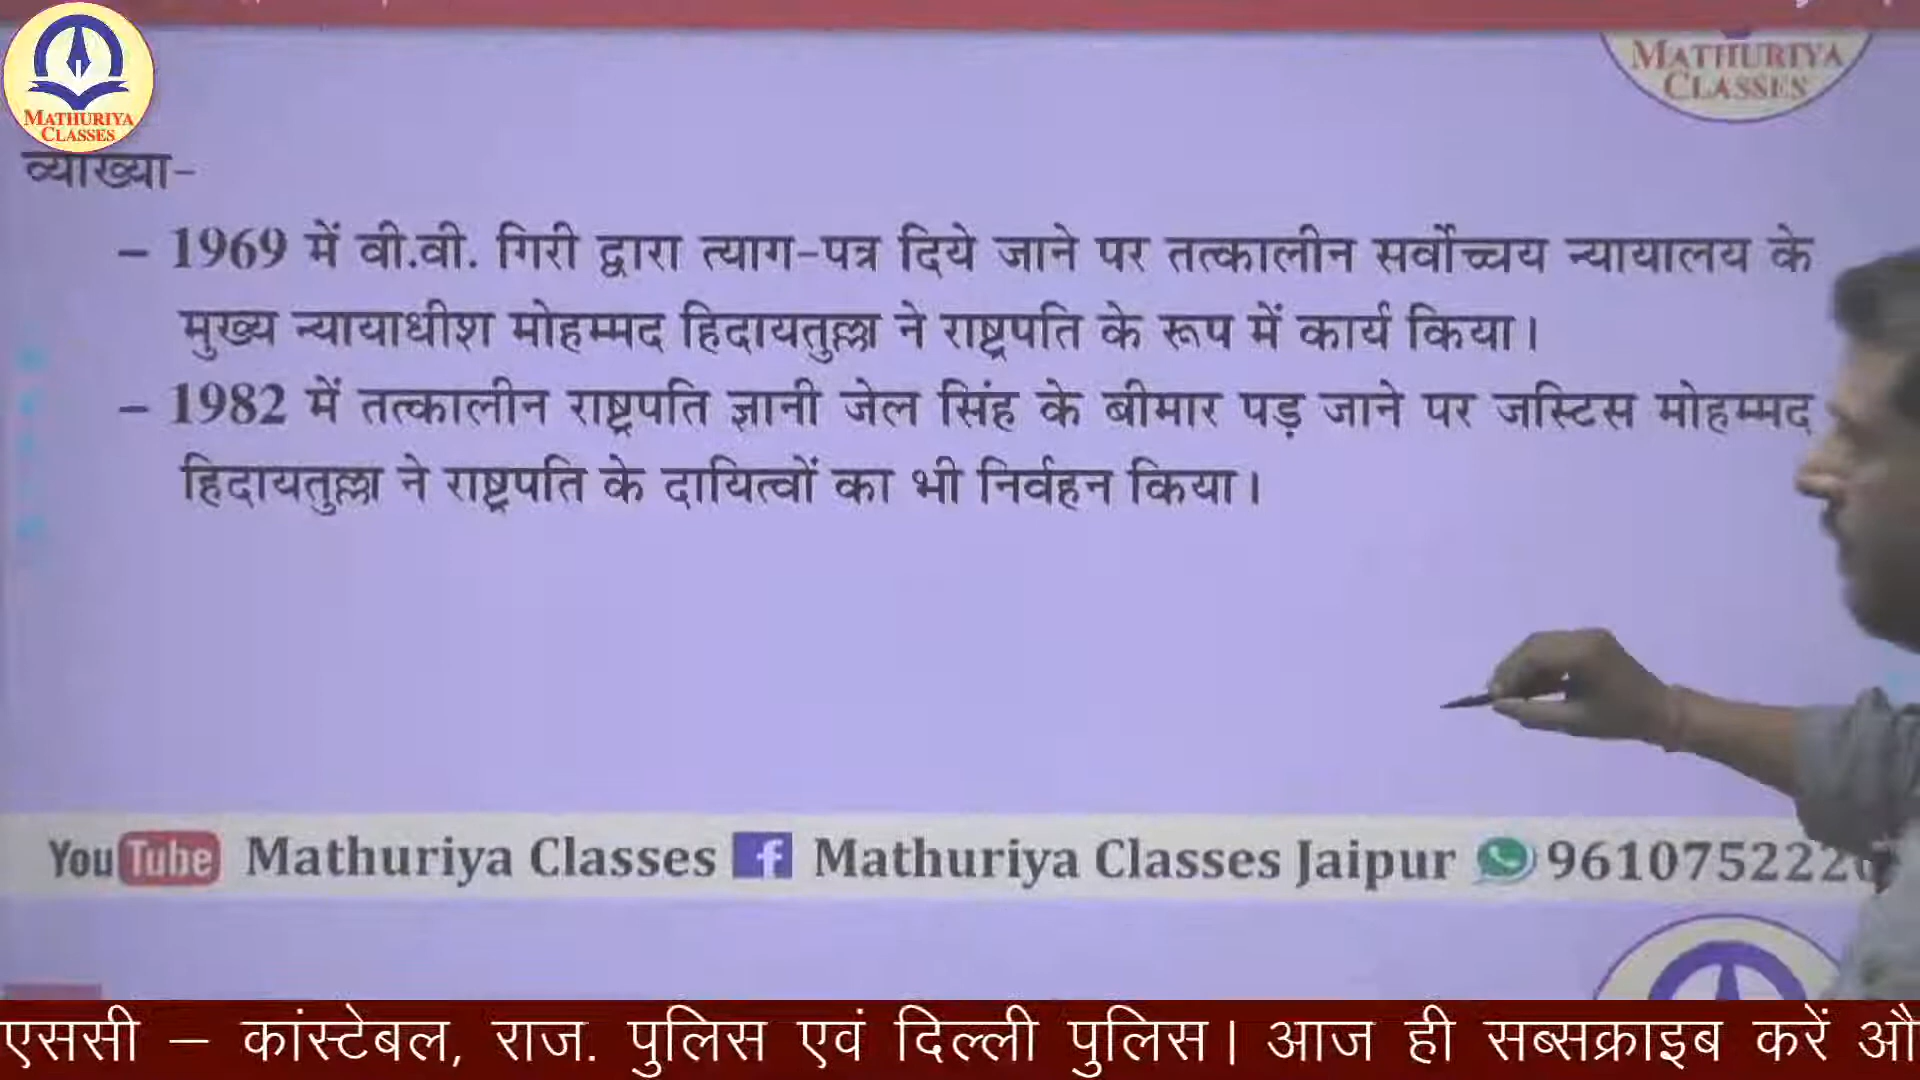 MATHURIYA
CLASSES
MATHURIYA
CLASSES
व्याख्या-
– 1969 में वी.वी. गिरी द्वारा त्याग-पत्र दिये जाने पर तत्कालीन सर्वोच्चय न्यायालय के
मुख्य न्यायाधीश मोहम्मद हिदायतुल्ला ने राष्ट्रपति के रूप में कार्य किया।
– 1982 में तत्कालीन राष्ट्रपति ज्ञानी जेल सिंह के बीमार पड़ जाने पर जस्टिस मोहम्मद
हिदायतुल्ला ने राष्ट्रपति के दायित्वों का भी निर्वहन किया।
YouTube Mathuriya Classes f Mathuriya Classes Jaipur 961075222
एससी – कांस्टेबल, राज. पुलिस एवं दिल्ली पुलिस। आज ही सब्सक्राइब करें औ